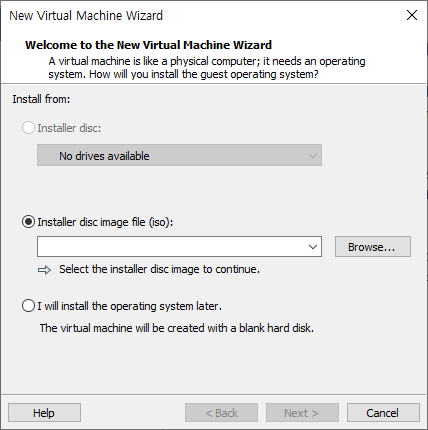 New Virtual Machine Wizard
Welcome to the New Virtual Machine Wizard
A virtual machine is like a physical computer; it needs an operating
system. How will you install the guest operating system?
Install from:
Installer disc:
No drives available
Installer disc image file (iso):
Browse...
Select the installer disc image to continue.
I will install the operating system later.
The virtual machine will be created with a blank hard disk.
Help
< Back
Next >
Cancel